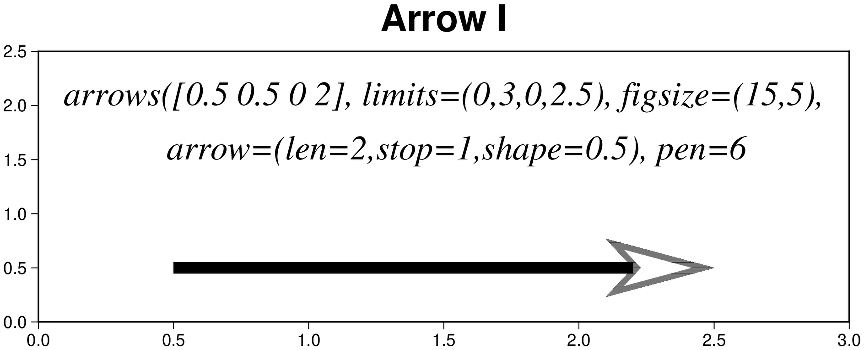 Arrow I
2.5
arrows([0.5 0.5 0 2], limits=(0,3,0,2.5), figsize=(15,5),
2.0
arrow=(len=2,stop=1,shape=0.5), pen=6
1.5
1.0
0.5
0.0
0.0 0.5 1.0 1.5 2.0 2.5 3.0